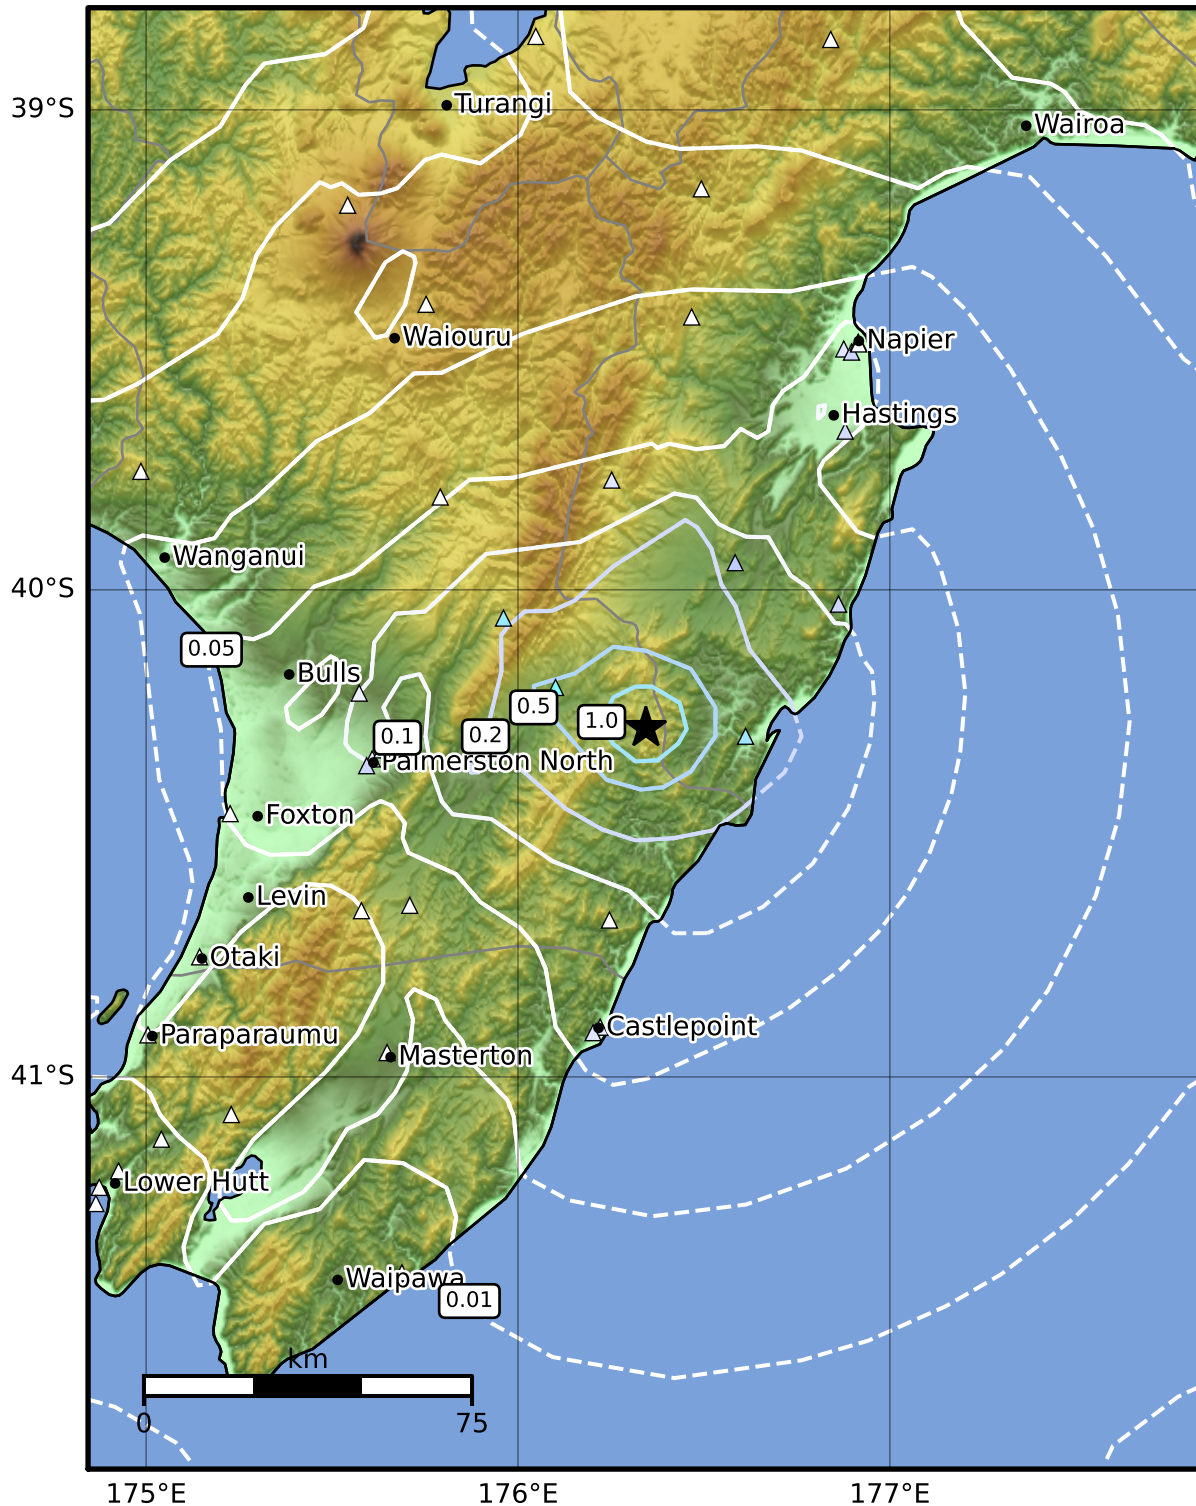 Turangi
39°S
Wairoa
Waiouru
Napier
Hastings
Wanganui
40°S
0.05
Bulls
0.5
1.0
0.1
0.2
Palmerston North
Foxton
Levin
Otaki
Castlepoint
Paraparaumu
Masterton
41°S
Lower Hutt
Waipawa
0.01
km
0
75
175°E
176°E
177°E